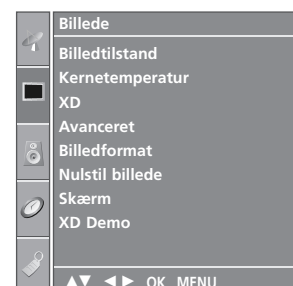 Billede
Billedtilstand
Kernetemperatur
XD
Avanceret
Billedformat
Nulstil billede
Skærm
XD Demo
▲▼ ◄► OK MENU